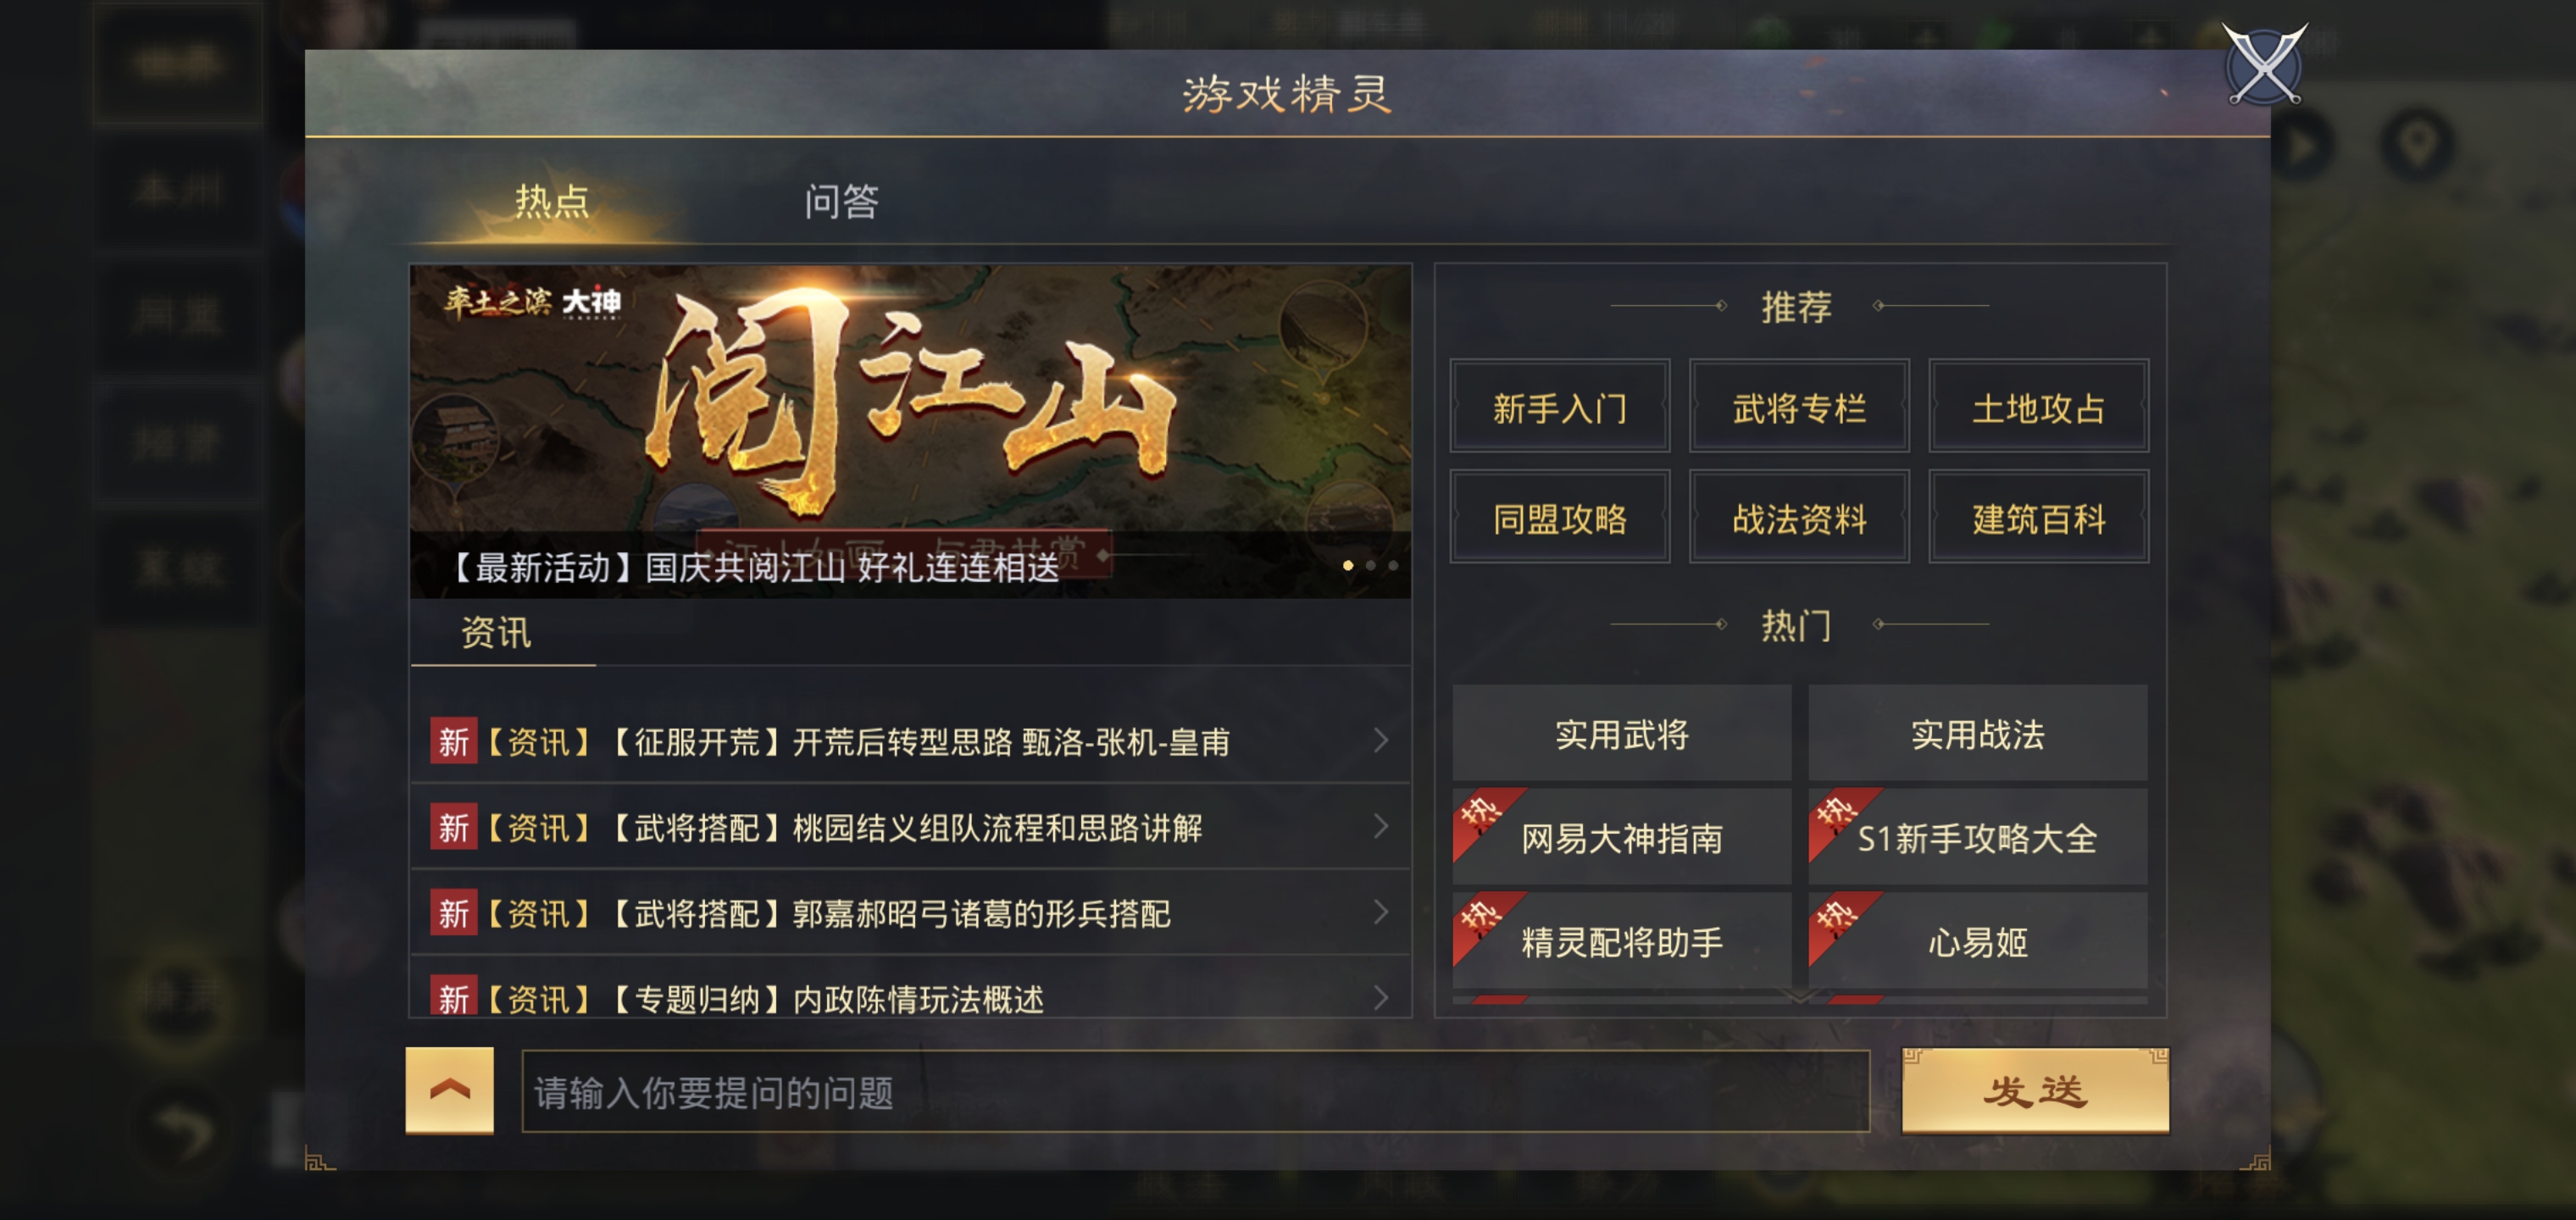 游戏精灵
热点
问答
率土之滨 大神
阅江山
【最新活动】国庆共阅江山 好礼连连相送
资讯
新【资讯】【征服开荒】开荒后转型思路 甄洛-张机-皇甫
新【资讯】【武将搭配】桃园结义组队流程和思路讲解
新【资讯】【武将搭配】郭嘉郝昭弓诸葛的形兵搭配
新【资讯】【专题归纳】内政陈情玩法概述
推荐
新手入门
武将专栏
土地攻占
同盟攻略
战法资料
建筑百科
热门
实用武将
实用战法
热
网易大神指南
热
S1新手攻略大全
热
精灵配将助手
热
心易姬
请输入你要提问的问题
发送